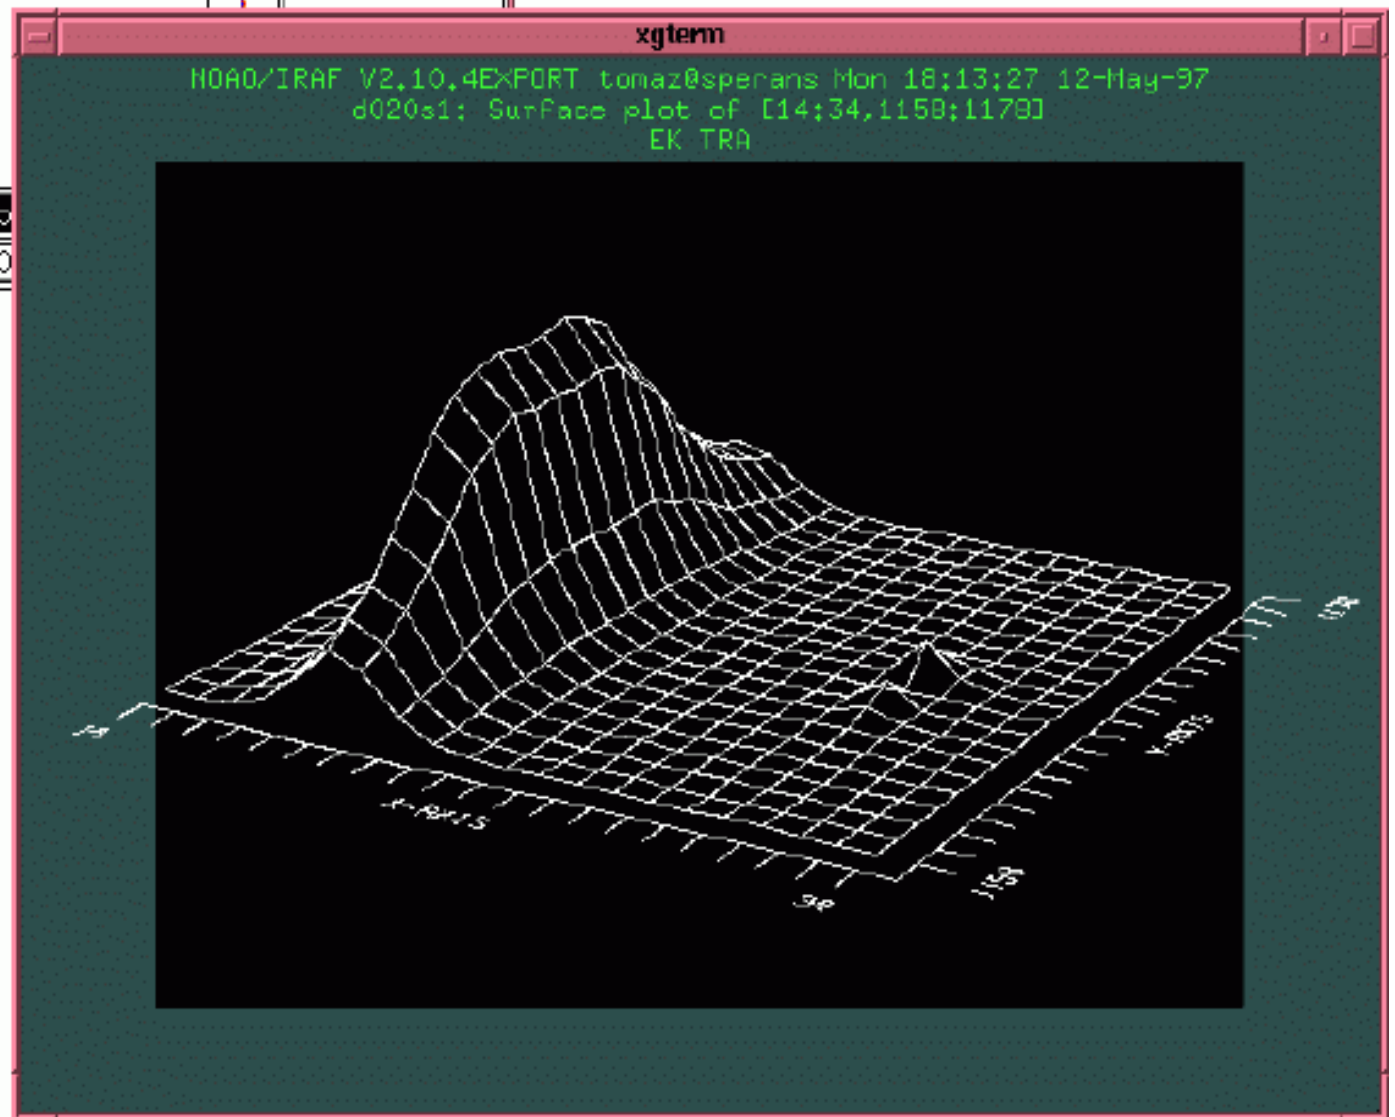 xgterm
NOAO/IRAF V2.10.4EXPORT tomaz@sperans Mon 18:13:27 12-May-97
d020s1: Surface plot of [14:34,1158:1178]
EK TRA
X-AXIS
Y-AXIS
34